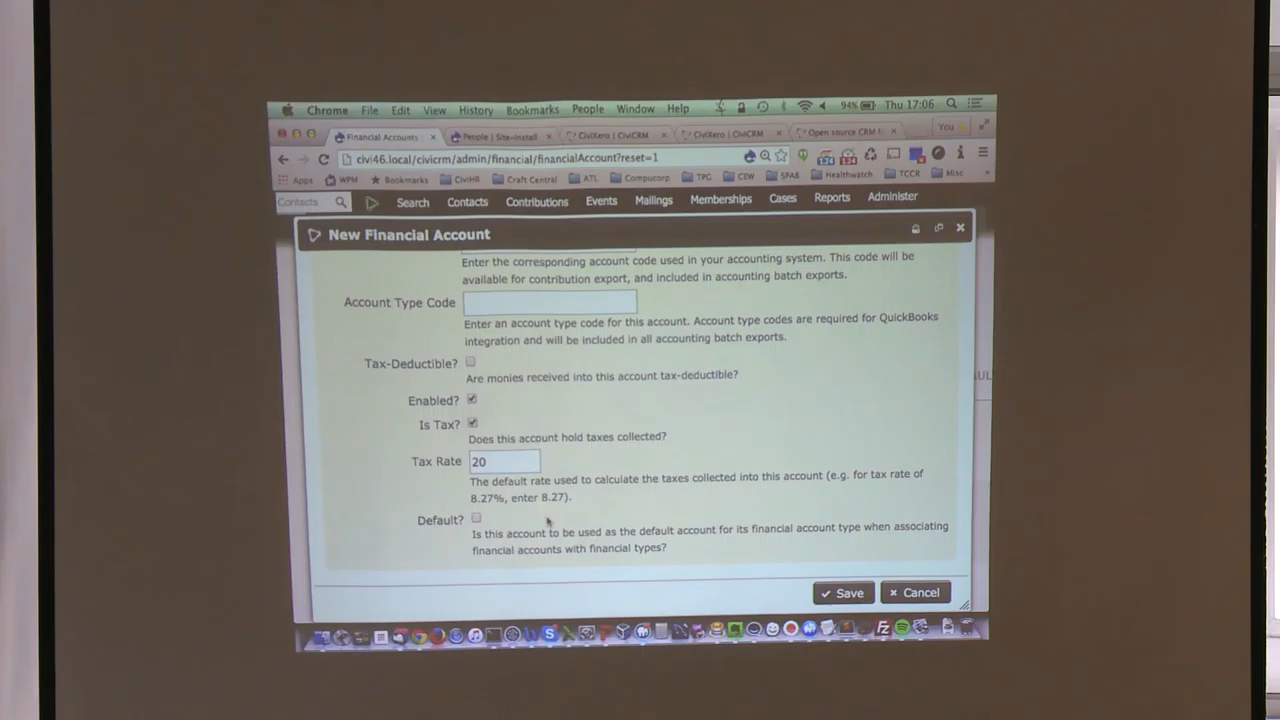 Chrome File Edit View History Bookmarks People Window Help 94% Thu 17:06
Financial Accounts × People | Site-Install × CiviXero | CiviCRM × CiviXero | CiviCRM × Open source CRM × You
civi46.local/civicrm/admin/financial/financialAccount?reset=1
Apps WPM Bookmarks CiviHR Craft Central ATL Compucorp TPG CEW SPAB Healthwatch TCCR Misc
Contacts Search Contacts Contributions Events Mailings Memberships Cases Reports Administer
New Financial Account
Enter the corresponding account code used in your accounting system. This code will be
available for contribution export, and included in accounting batch exports.
Account Type Code
Enter an account type code for this account. Account type codes are required for QuickBooks
integration and will be included in all accounting batch exports.
Tax-Deductible?
Are monies received into this account tax-deductible?
Enabled?
Is Tax?
Does this account hold taxes collected?
Tax Rate 20
The default rate used to calculate the taxes collected into this account (e.g. for tax rate of
8.27%, enter 8.27).
Default?
Is this account to be used as the default account for its financial account type when associating
financial accounts with financial types?
Save Cancel